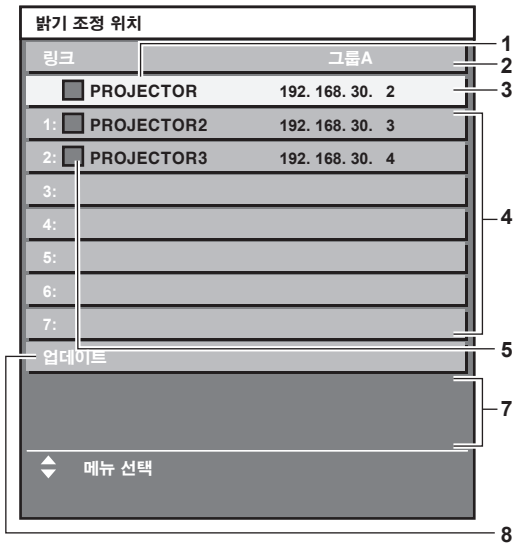 밝기 조정 위치
링크 그룹A
PROJECTOR 192. 168. 30. 2
1: PROJECTOR2 192. 168. 30. 3
2: PROJECTOR3 192. 168. 30. 4
3:
4:
5:
6:
7:
업데이트
메뉴 선택
1
2
3
4
5
7
8